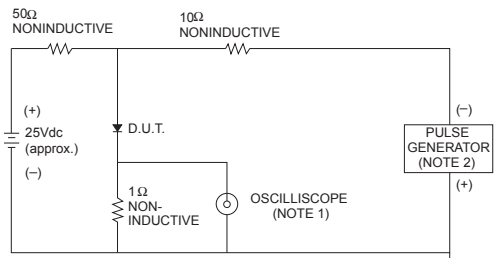 50Ω
NONINDUCTIVE
10Ω
NONINDUCTIVE
(+)
25Vdc
(approx.)
(−)
D.U.T.
1Ω
NON-
INDUCTIVE
OSCILLISCOPE
(NOTE 1)
(−)
PULSE
GENERATOR
(NOTE 2)
(+)